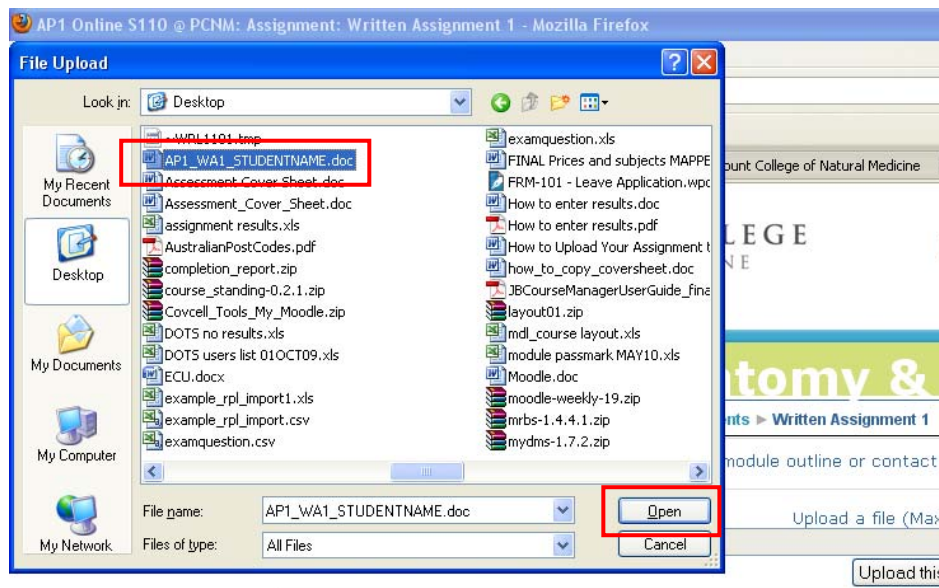 AP1 Online S110 @ PCNM: Assignment: Written Assignment 1 - Mozilla Firefox
File Upload
Look in:
Desktop
My Recent
Documents
Desktop
My Documents
My Computer
My Network
~WRL1101.tmp
AP1_WA1_STUDENTNAME.doc
Assessment Cover Sheet.doc
Assessment_Cover_Sheet.doc
assignment results.xls
AustralianPostCodes.pdf
completion_report.zip
course_standing-0.2.1.zip
Covcell_Tools_My_Moodle.zip
DOTS no results.xls
DOTS users list 01OCT09.xls
ECU.docx
example_rpl_import1.xls
example_rpl_import.csv
examquestion.csv
examquestion.xls
FINAL Prices and subjects MAPPE
FRM-101 - Leave Application.wpd
How to enter results.doc
How to enter results.pdf
How to Upload Your Assignment t
how_to_copy_coversheet.doc
JBCourseManagerUserGuide_fina
layout01.zip
mdl_course layout.xls
module passmark MAY10.xls
Moodle.doc
moodle-weekly-19.zip
mrbs-1.4.4.1.zip
mydms-1.7.2.zip
File name:
AP1_WA1_STUDENTNAME.doc
Open
Files of type:
All Files
Cancel
ount College of Natural Medicine
LEGE
NE
tomy &
nts ► Written Assignment 1
module outline or contact
Upload a file (Max
Upload this